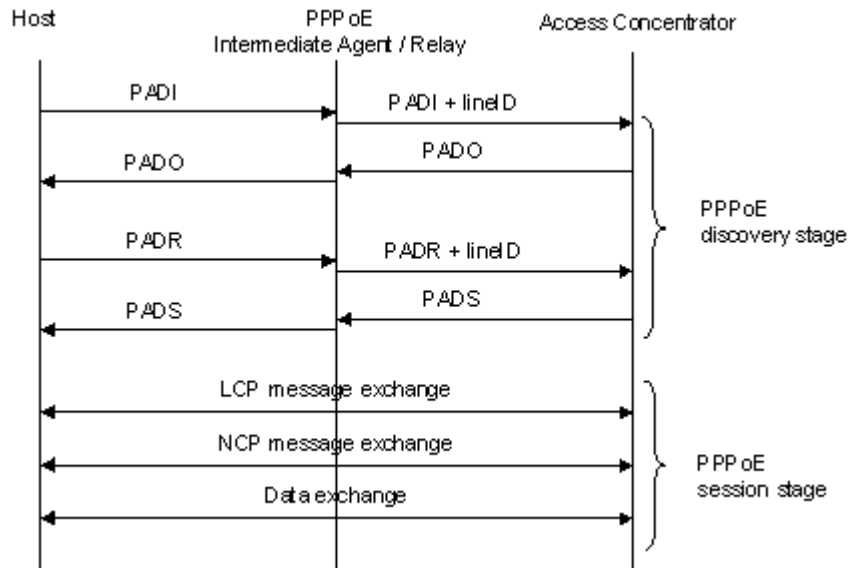 Host
PPPoE
Intermediate Agent / Relay
Access Concentrator
PADI
PADI + lineID
PADO
PADO
PADR
PADR + lineID
PADS
PADS
PPPoE
discovery stage
LCP message exchange
NCP message exchange
Data exchange
PPPoE
session stage